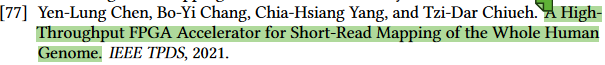 [77] Yen-Lung Chen, Bo-Yi Chang, Chia-Hsiang Yang, and Tzi-Dar Chiueh. A High-
Throughput FPGA Accelerator for Short-Read Mapping of the Whole Human
Genome. IEEE TPDS, 2021.